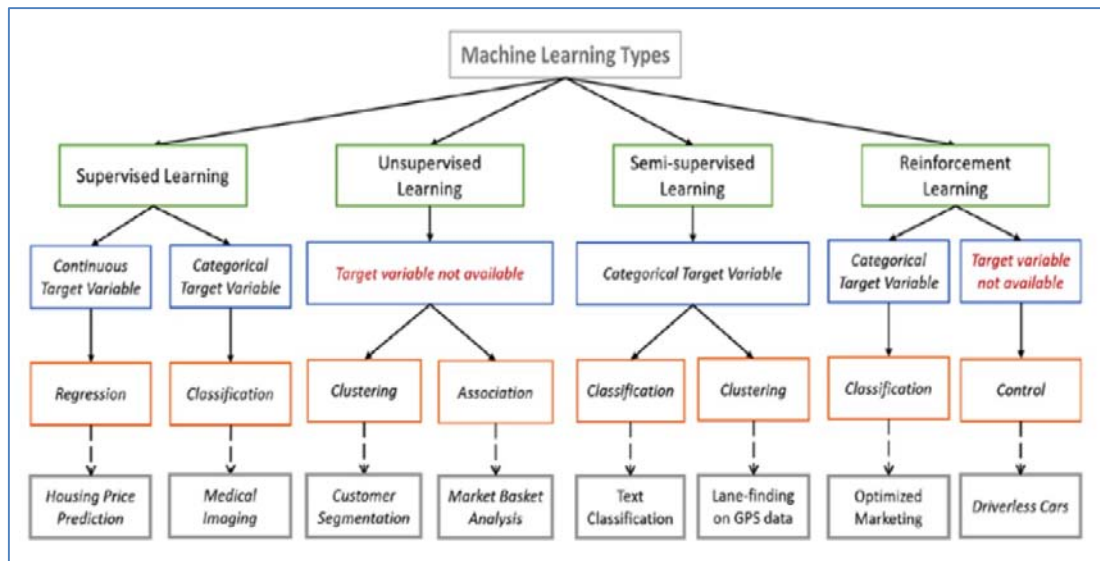 Machine Learning Types
Supervised Learning
Unsupervised
Learning
Semi-supervised
Learning
Reinforcement
Learning
Continuous
Target Variable
Categorical
Target Variable
Target variable not available
Categorical Target Variable
Categorical
Target Variable
Target variable
not available
Regression
Classification
Clustering
Association
Classification
Clustering
Classification
Control
Housing Price
Prediction
Medical
Imaging
Customer
Segmentation
Market Basket
Analysis
Text
Classification
Lane-finding
on GPS data
Optimized
Marketing
Driverless Cars